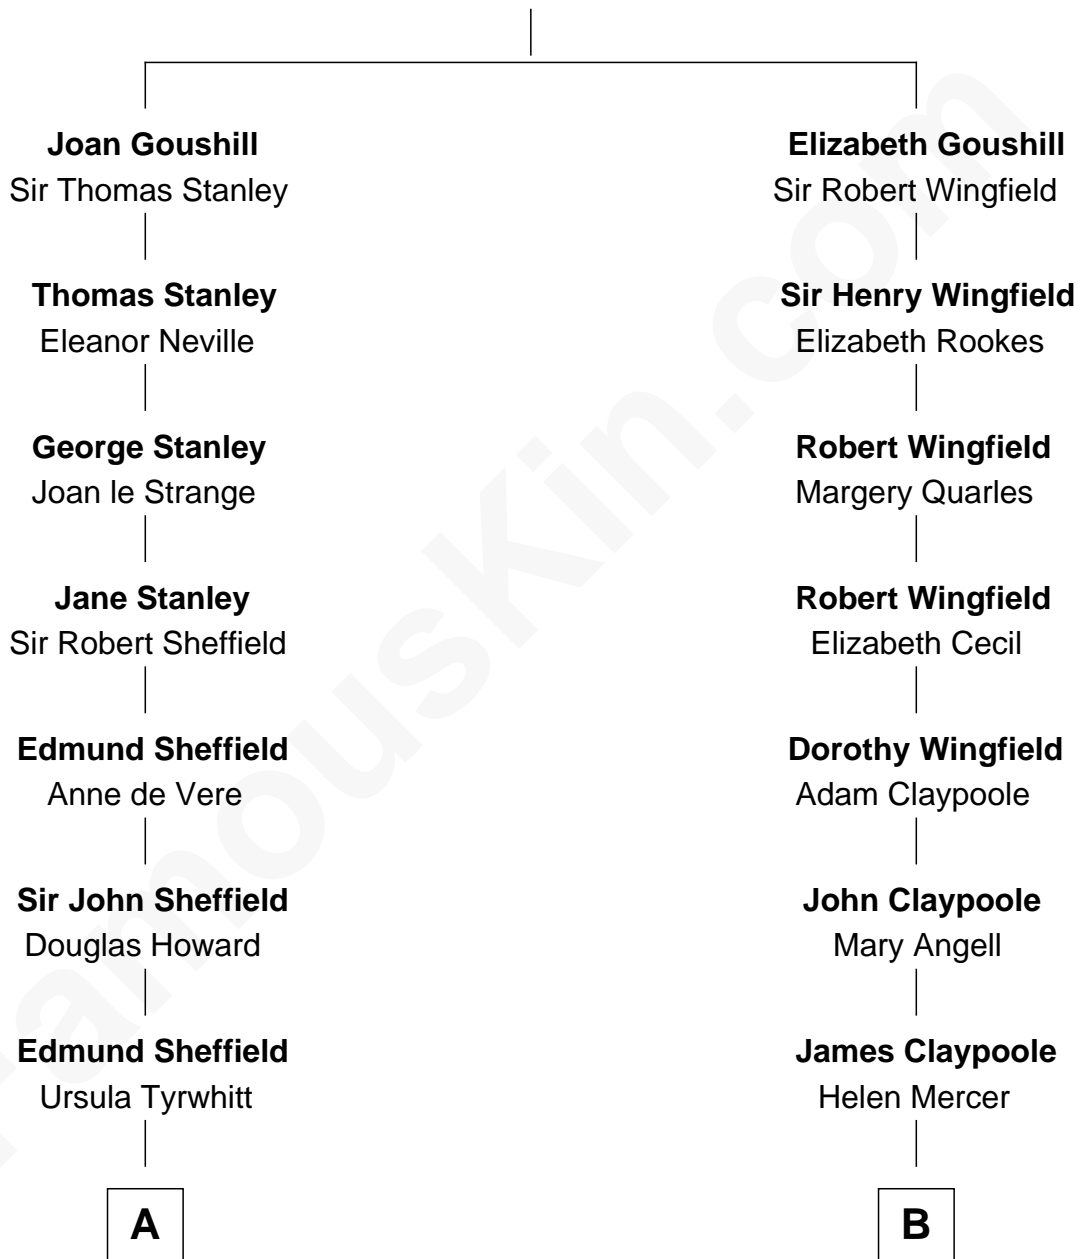 Joan Goushill
Sir Thomas Stanley
Thomas Stanley
Eleanor Neville
George Stanley
Joan le Strange
Jane Stanley
Sir Robert Sheffield
Edmund Sheffield
Anne de Vere
Sir John Sheffield
Douglas Howard
Edmund Sheffield
Ursula Tyrwhitt
A
Elizabeth Goushill
Sir Robert Wingfield
Sir Henry Wingfield
Elizabeth Rookes
Robert Wingfield
Margery Quarles
Robert Wingfield
Elizabeth Cecil
Dorothy Wingfield
Adam Claypoole
John Claypoole
Mary Angell
James Claypoole
Helen Mercer
B
FamousKin.com